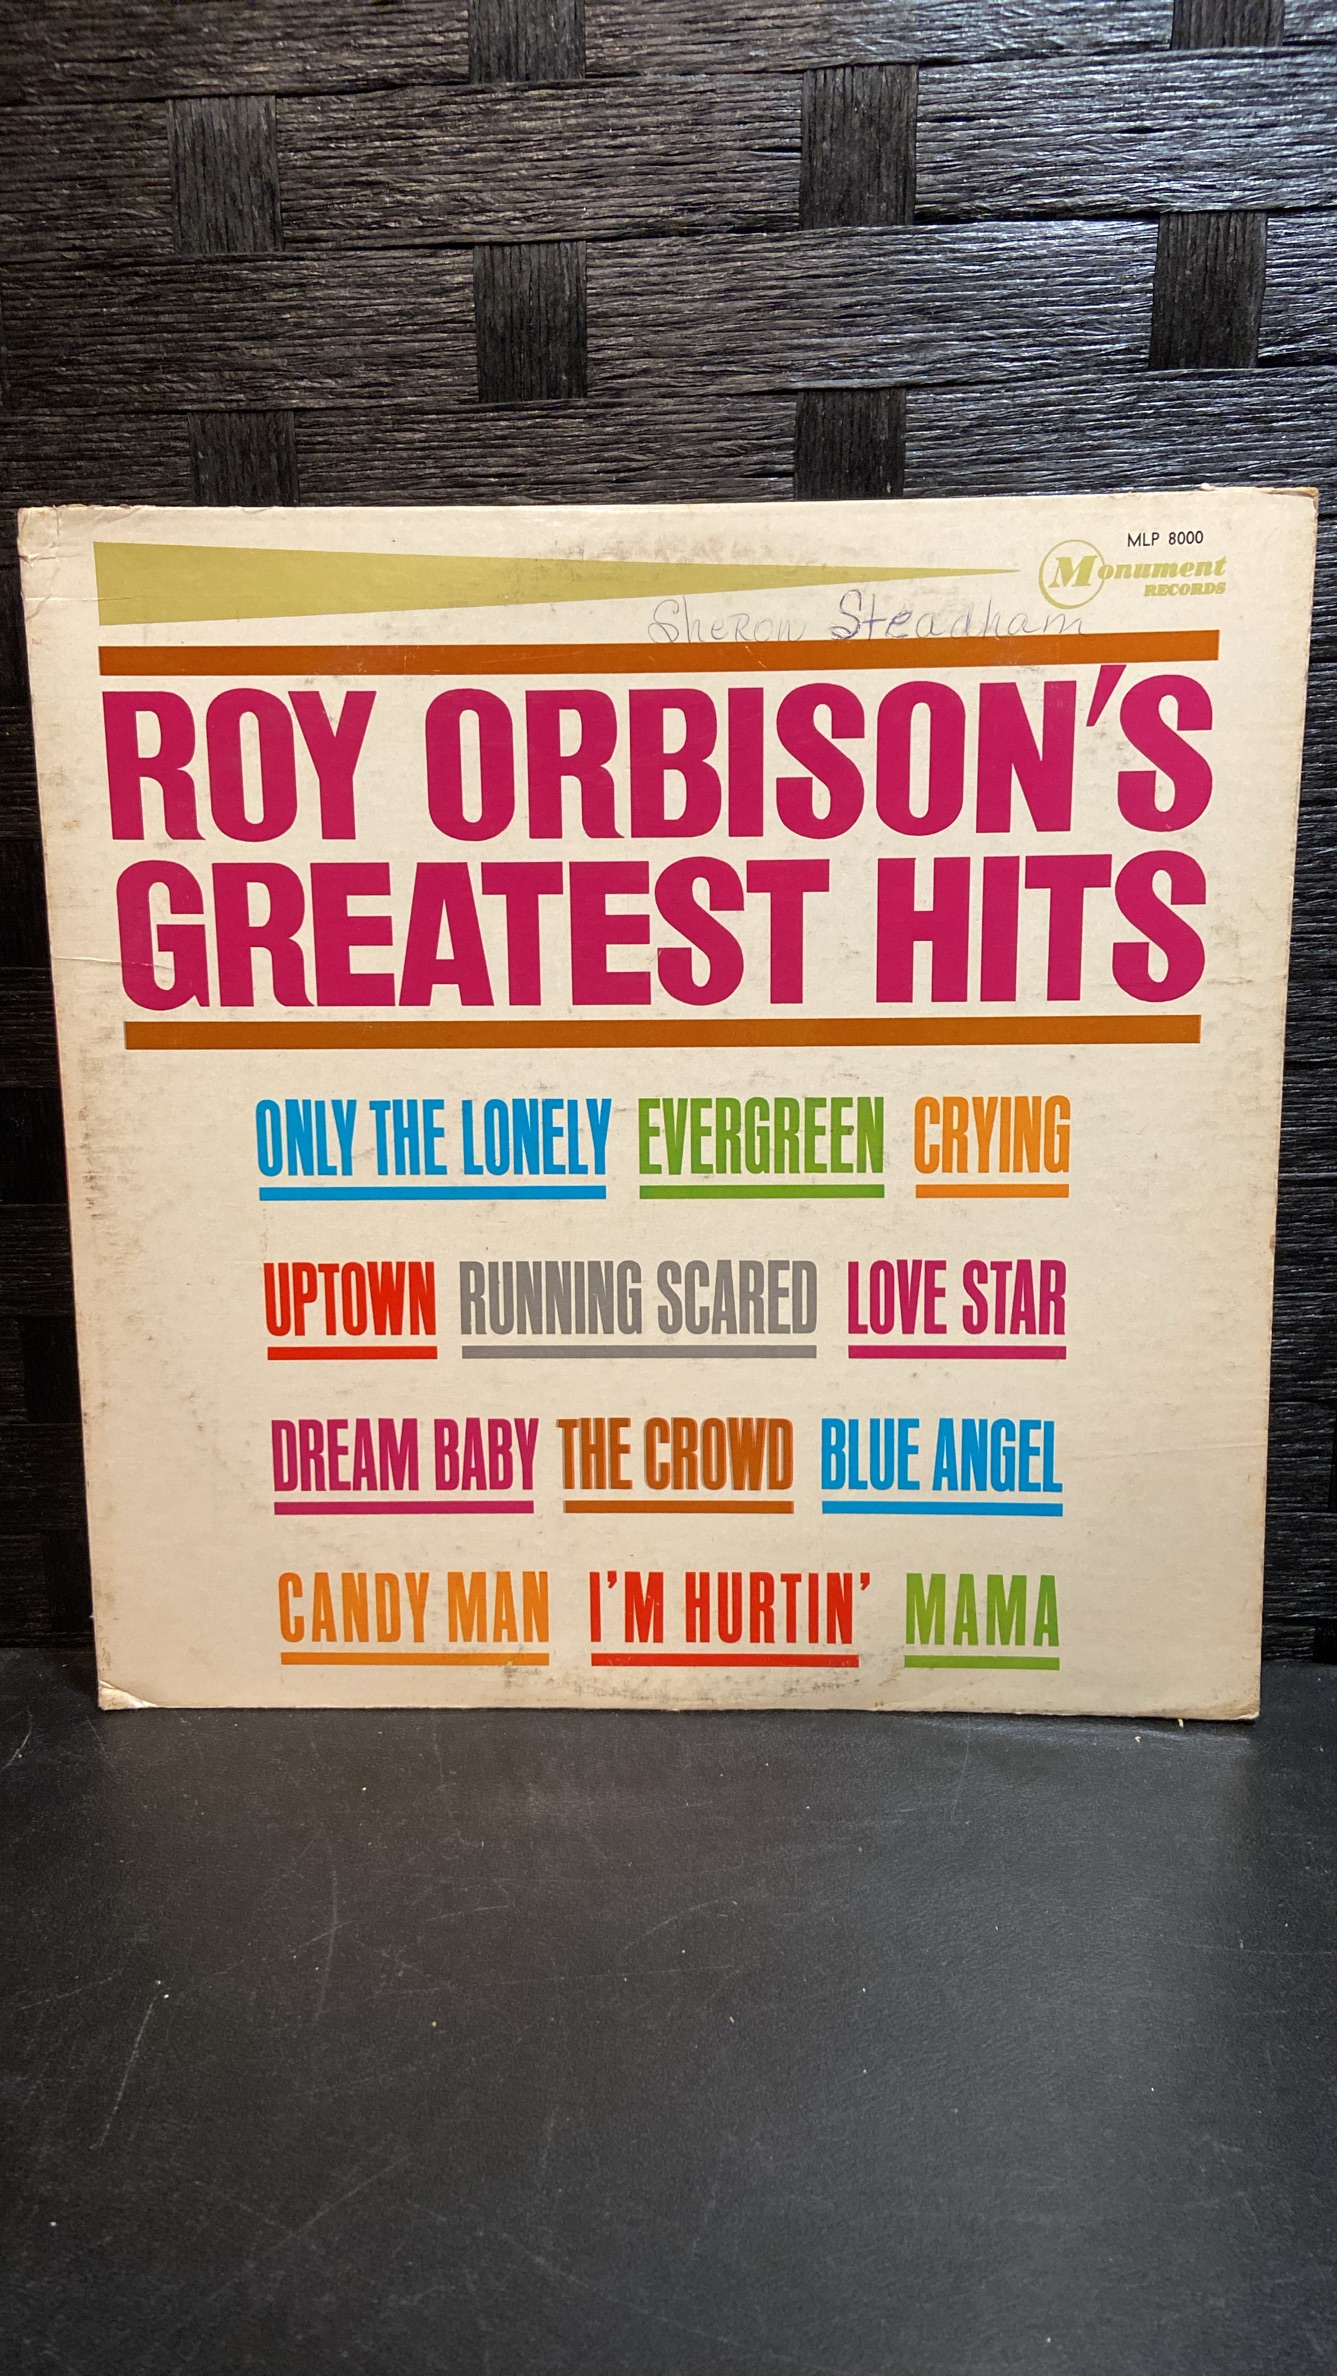 MLP 8000
Monument
RECORDS
Sheron Steadham
ROY ORBISON'S
GREATEST HITS
ONLY THE LONELY EVERGREEN CRYING
UPTOWN RUNNING SCARED LOVE STAR
DREAM BABY THE CROWD BLUE ANGEL
CANDY MAN I'M HURTIN' MAMA